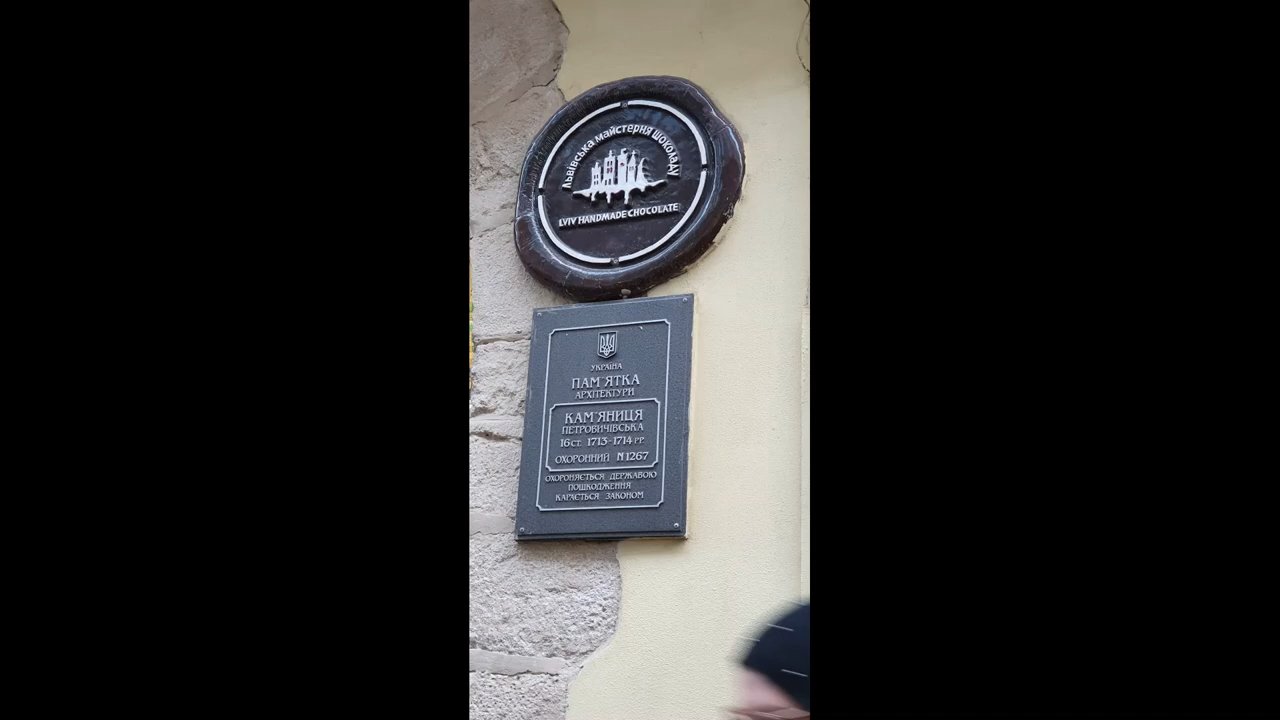 Львівська майстерня шоколаду
LVIV HANDMADE CHOCOLATE
УКРАЇНА
ПАМ'ЯТКА
АРХІТЕКТУРИ
КАМ'ЯНИЦЯ
ПЕТРОВИЧІВСЬКА
16 СТ. 1713-1714 РР.
ОХОРОННИЙ N1267
ОХОРОНЯЄТЬСЯ ДЕРЖАВОЮ
ПОШКОДЖЕННЯ
КАРАЄТЬСЯ ЗАКОНОМ